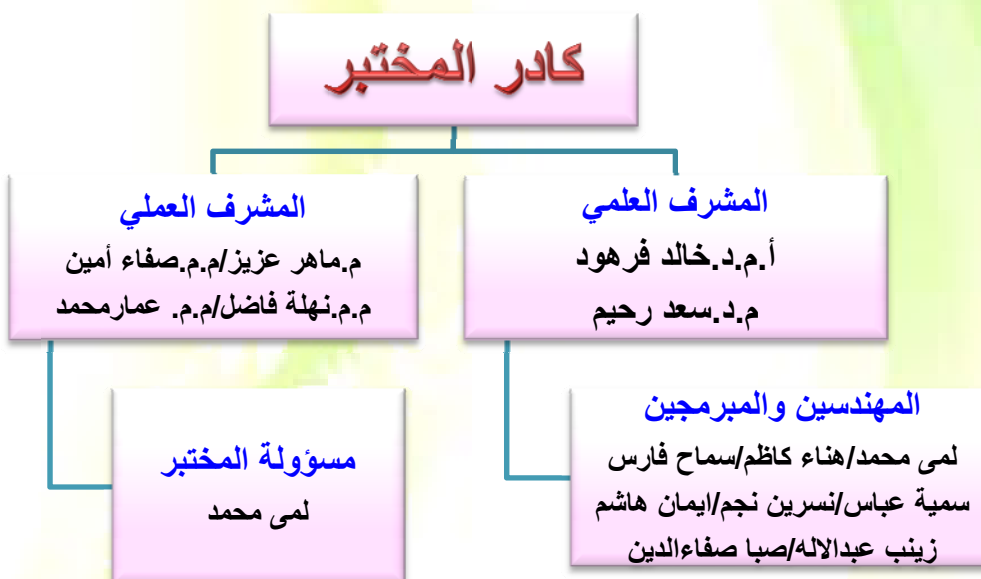 كادر المختبر
المشرف العلمي
أ.م.د.خالد فرهود
م.د.سعد رحيم
المشرف العملي
م.ماهر عزيز/م.م.صفاء أمين
م.م.نهلة فاضل/م.م. عمارمحمد
المهندسين والمبرمجين
لمى محمد/هناء كاظم/سماح فارس
سمية عباس/نسرين نجم/ايمان هاشم
زينب عبدالاله/صبا صفاءالدين
مسؤولة المختبر
لمى محمد